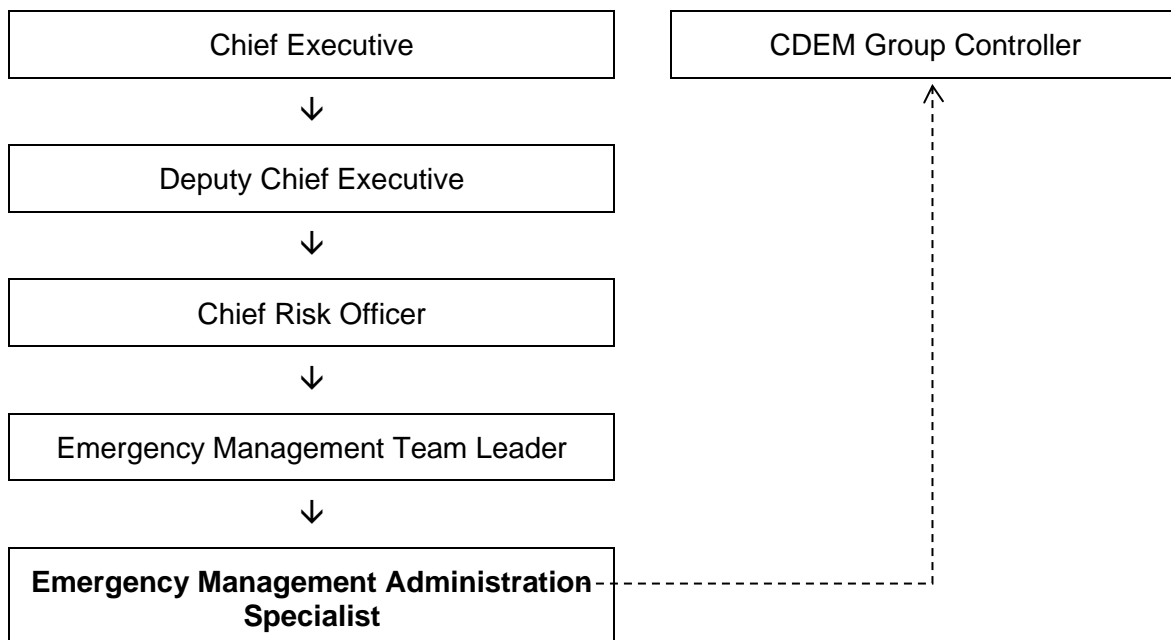 Chief Executive
CDEM Group Controller
Deputy Chief Executive
Chief Risk Officer
Emergency Management Team Leader
Emergency Management Administration
Specialist